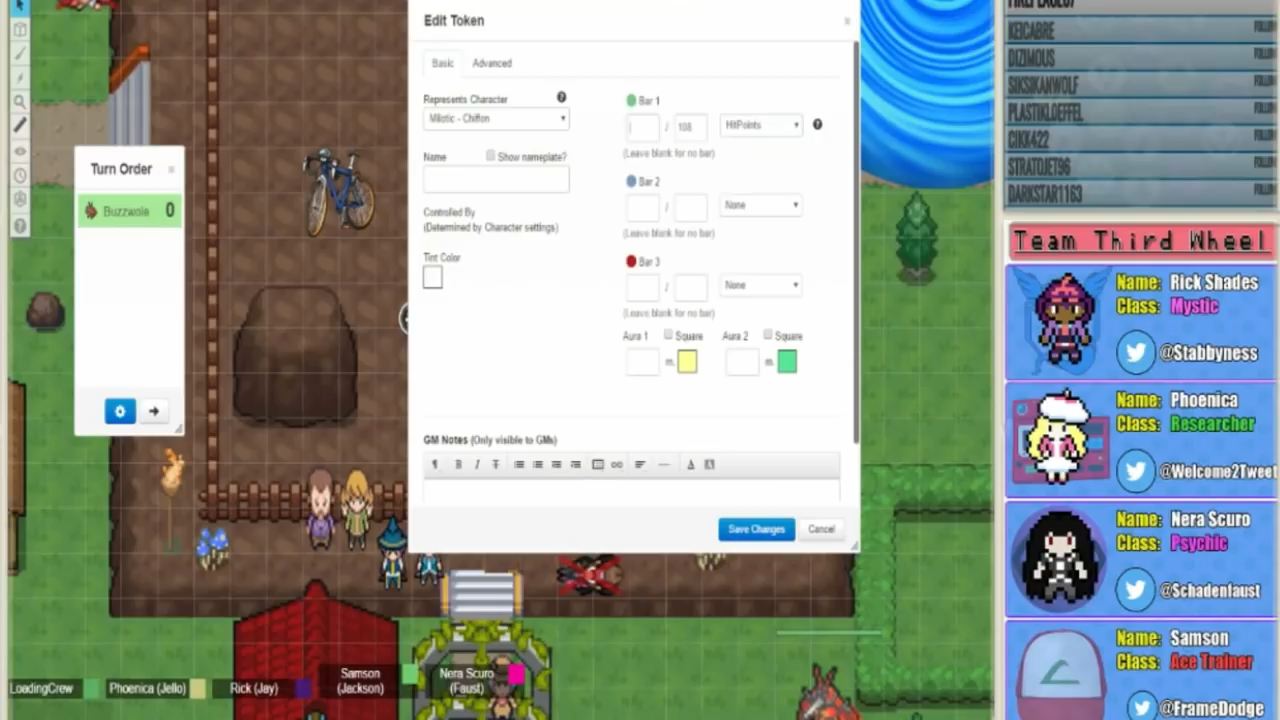 Edit Token
×
Basic
Advanced
Represents Character
Milotic - Chiffon
Name
Show nameplate?
Controlled By
(Determined by Character settings)
Tint Color
Bar 1
/ 108
HitPoints
(Leave blank for no bar)
Bar 2
/
None
(Leave blank for no bar)
Bar 3
/
None
(Leave blank for no bar)
Aura 1
Square
Aura 2
Square
m.
m.
GM Notes (Only visible to GMs)
Save Changes
Cancel
Turn Order
×
Buzzwole 0
LoadingCrew
Phoenica (Jello)
Rick (Jay)
Samson
(Jackson)
Nera Scuro
(Faust)
KEICABRE
DIZIMOUS
SIKSIKANWOLF
PLASTIKLOEFFEL
CIKK422
STRATOJET96
DARKSTAR1163
Team Third Wheel
Name: Rick Shades
Class: Mystic
@Stabbyness
Name: Phoenica
Class: Researcher
@Welcome2Tweet
Name: Nera Scuro
Class: Psychic
@Schadenfaust
Name: Samson
Class: Ace Trainer
@FrameDodge